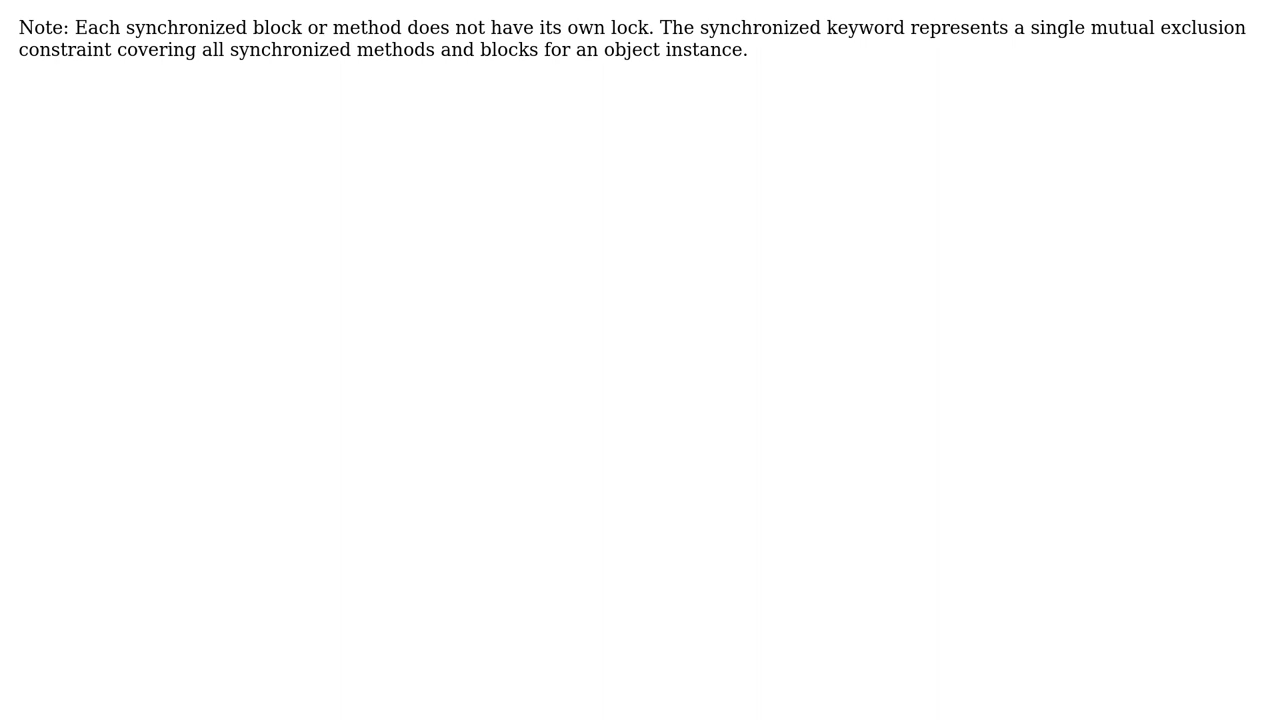 Note: Each synchronized block or method does not have its own lock. The synchronized keyword represents a single mutual exclusion
constraint covering all synchronized methods and blocks for an object instance.